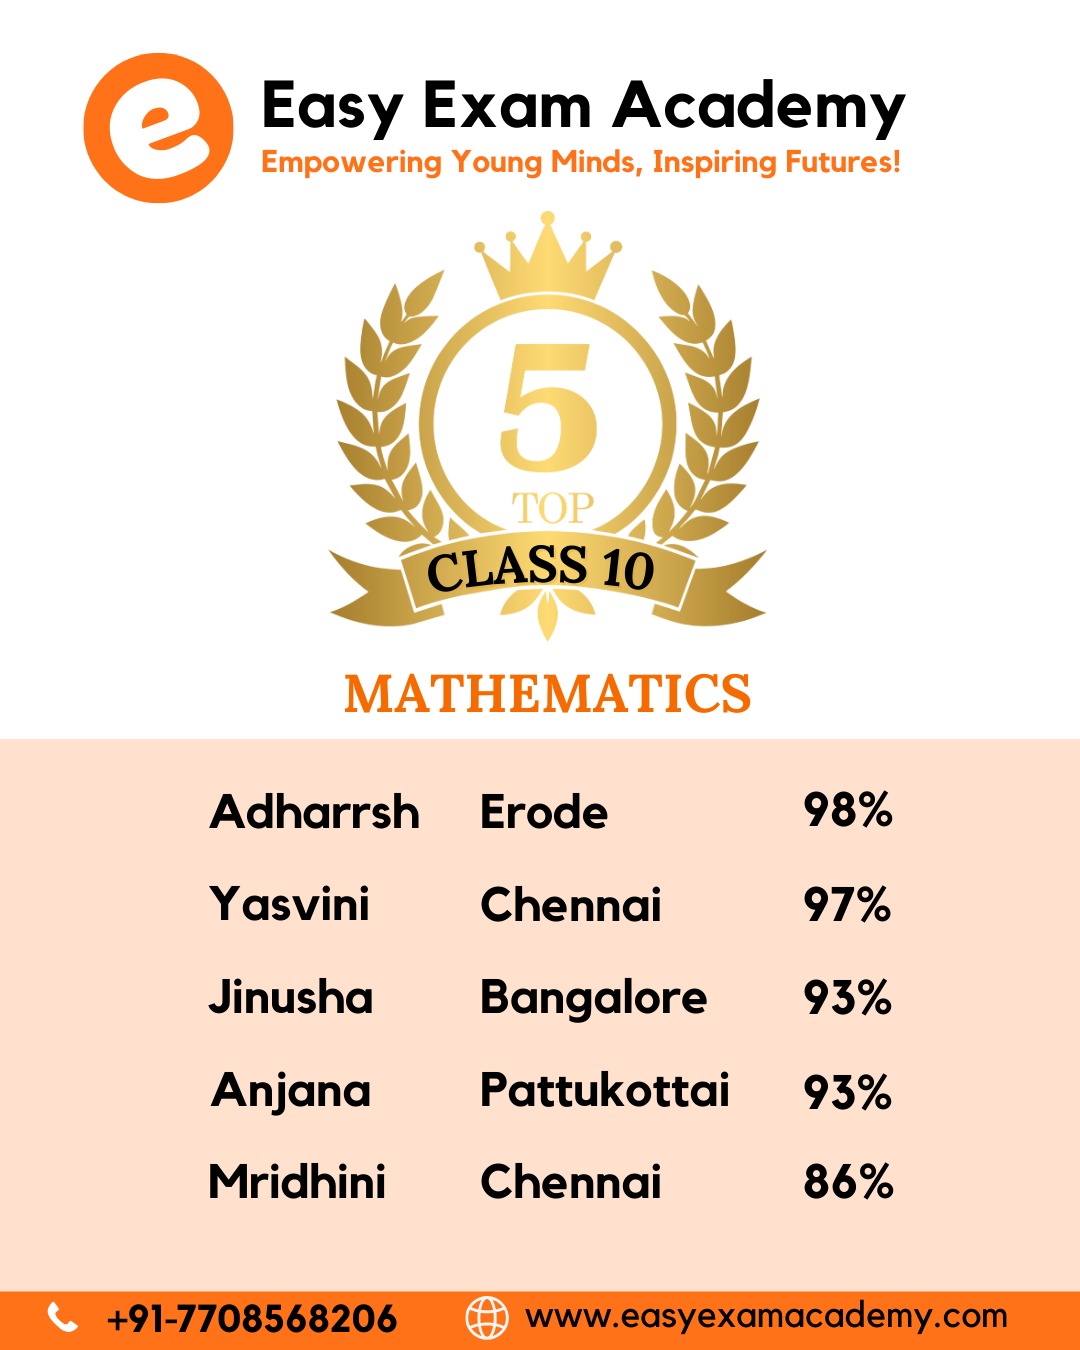 e
Easy Exam Academy
Empowering Young Minds, Inspiring Futures!
5
TOP
CLASS 10
MATHEMATICS
Adharrsh Erode 98%
Yasvini Chennai 97%
Jinusha Bangalore 93%
Anjana Pattukottai 93%
Mridhini Chennai 86%
+91-7708568206 www.easyexamacademy.com